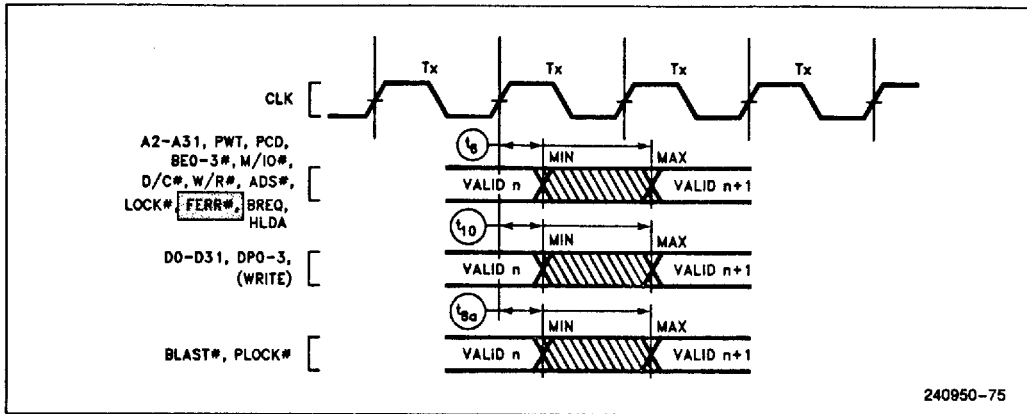 Tx Tx Tx Tx
CLK
A2-A31, PWT, PCD,
BE0-3#, M/IO#,
D/C#, W/R#, ADS#,
LOCK#, FERR#, BREQ,
HLDA
t6 MIN MAX
VALID n VALID n+1
D0-D31, DP0-3,
(WRITE)
t10 MIN MAX
VALID n VALID n+1
BLAST#, PLOCK#
t8a MIN MAX
VALID n VALID n+1
240950-75